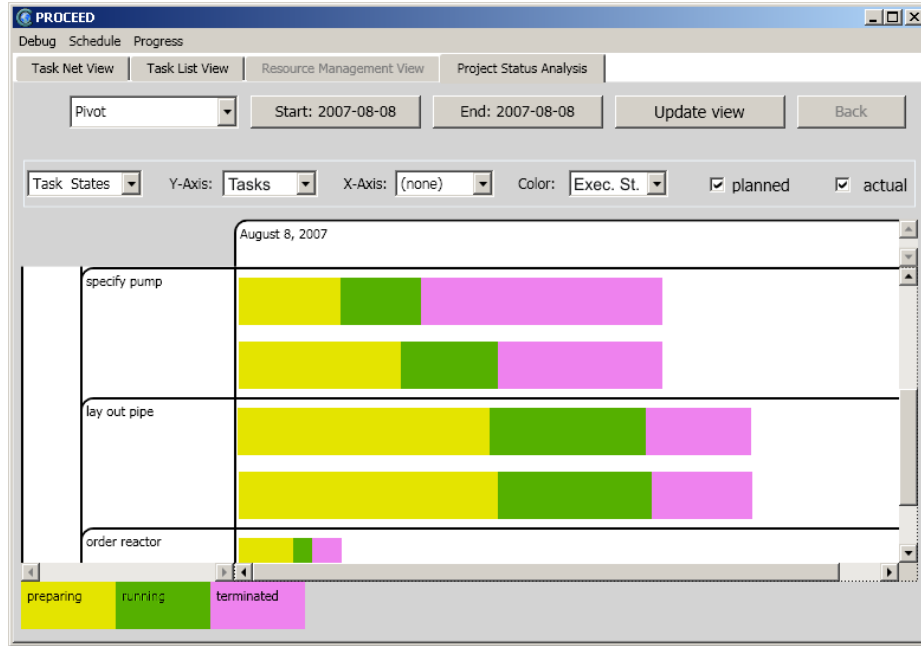 PROCEED
Debug Schedule Progress
Task Net View Task List View Resource Management View Project Status Analysis
Pivot Start: 2007-08-08 End: 2007-08-08 Update view Back
Task States Y-Axis: Tasks X-Axis: (none) Color: Exec. St. planned actual
August 8, 2007
specify pump
lay out pipe
order reactor
preparing running terminated